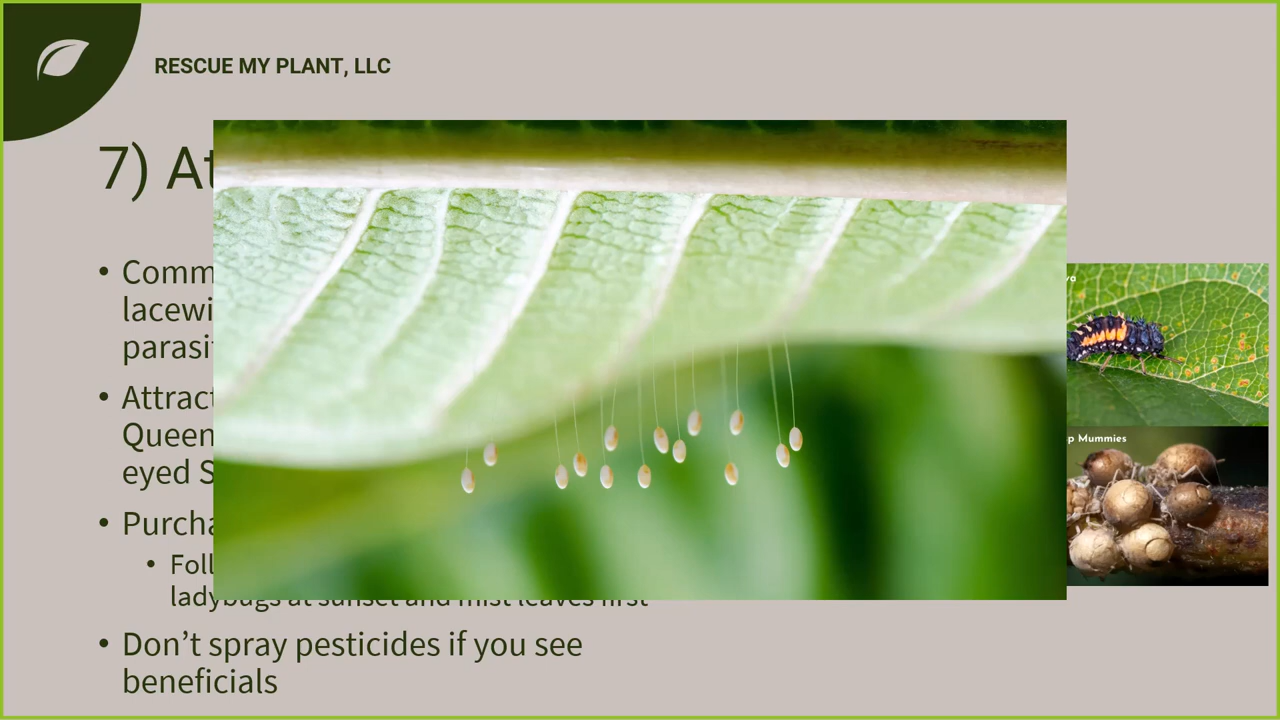 RESCUE MY PLANT, LLC
7) At
• Comm
lacewi
parasi
• Attract
Queen
eyed S
• Purcha
• Foll
ladybugs at sunset and mist leaves first
• Don’t spray pesticides if you see
beneficials
va
p Mummies